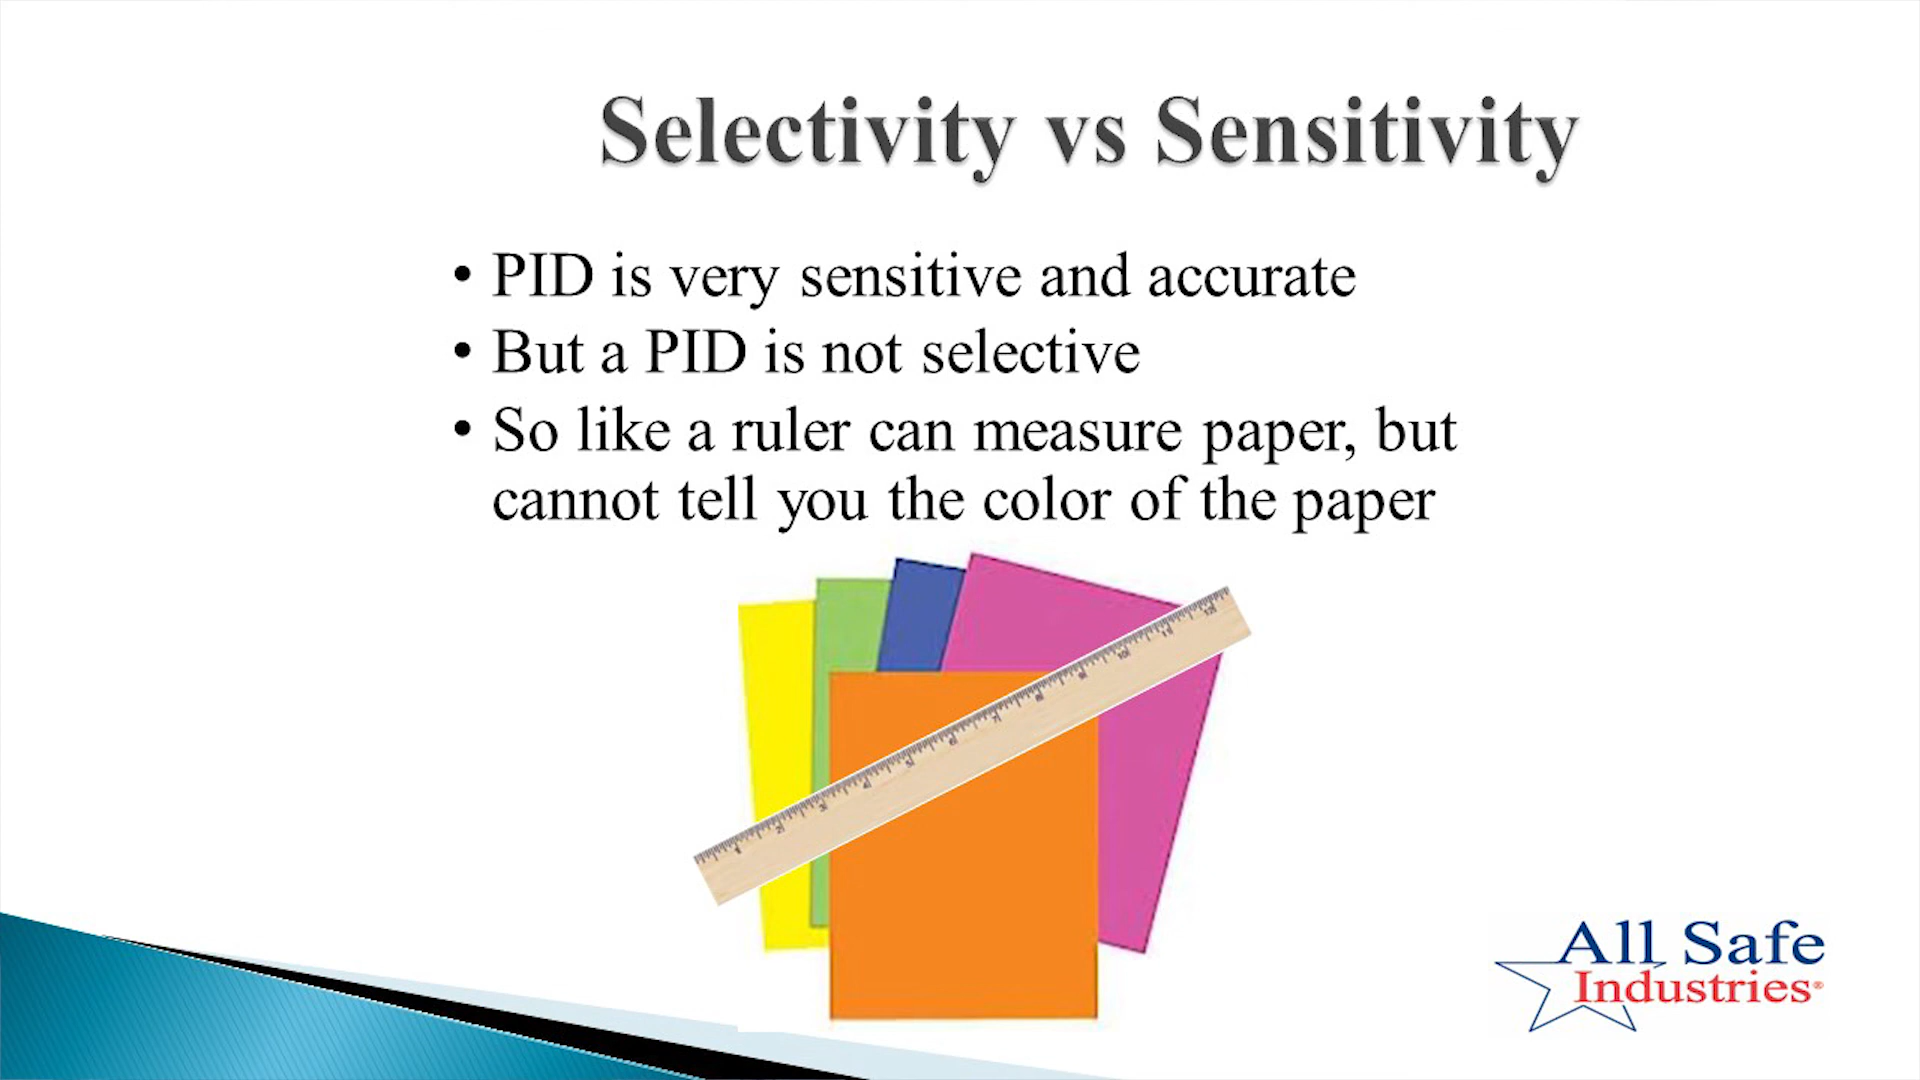 Selectivity vs Sensitivity
• PID is very sensitive and accurate
• But a PID is not selective
• So like a ruler can measure paper, but
cannot tell you the color of the paper
All Safe
Industries®